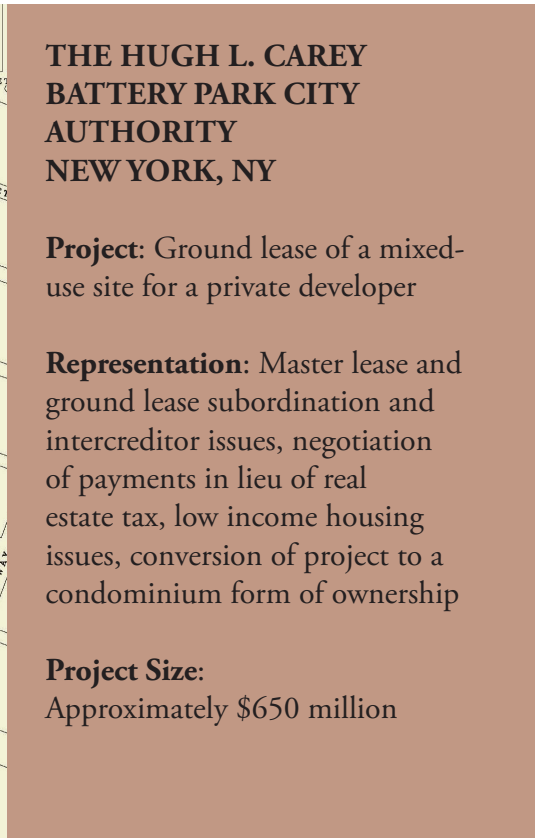 THE HUGH L. CAREY
BATTERY PARK CITY
AUTHORITY
NEW YORK, NY
Project: Ground lease of a mixed-
use site for a private developer
Representation: Master lease and
ground lease subordination and
intercreditor issues, negotiation
of payments in lieu of real
estate tax, low income housing
issues, conversion of project to a
condominium form of ownership
Project Size:
Approximately $650 million